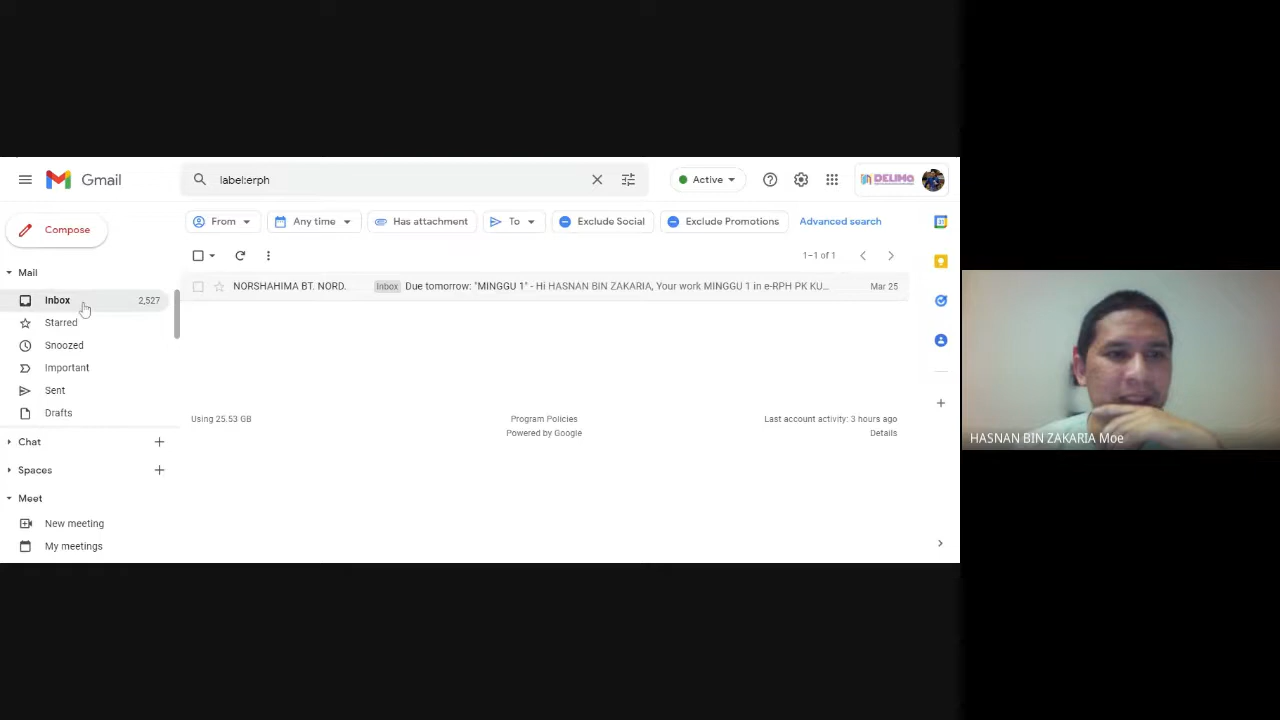 Gmail
label:erph
Active
DELIMa
Compose
From
Any time
Has attachment
To
Exclude Social
Exclude Promotions
Advanced search
1–1 of 1
Mail
Inbox 2,527
NORSHAHIMA BT. NORD. Inbox Due tomorrow: "MINGGU 1" - Hi HASNAN BIN ZAKARIA, Your work MINGGU 1 in e-RPH PK KU... Mar 25
Starred
Snoozed
Important
Sent
Drafts
Using 25.53 GB
Program Policies
Powered by Google
Last account activity: 3 hours ago
Details
Chat
Spaces
Meet
New meeting
My meetings
HASNAN BIN ZAKARIA Moe